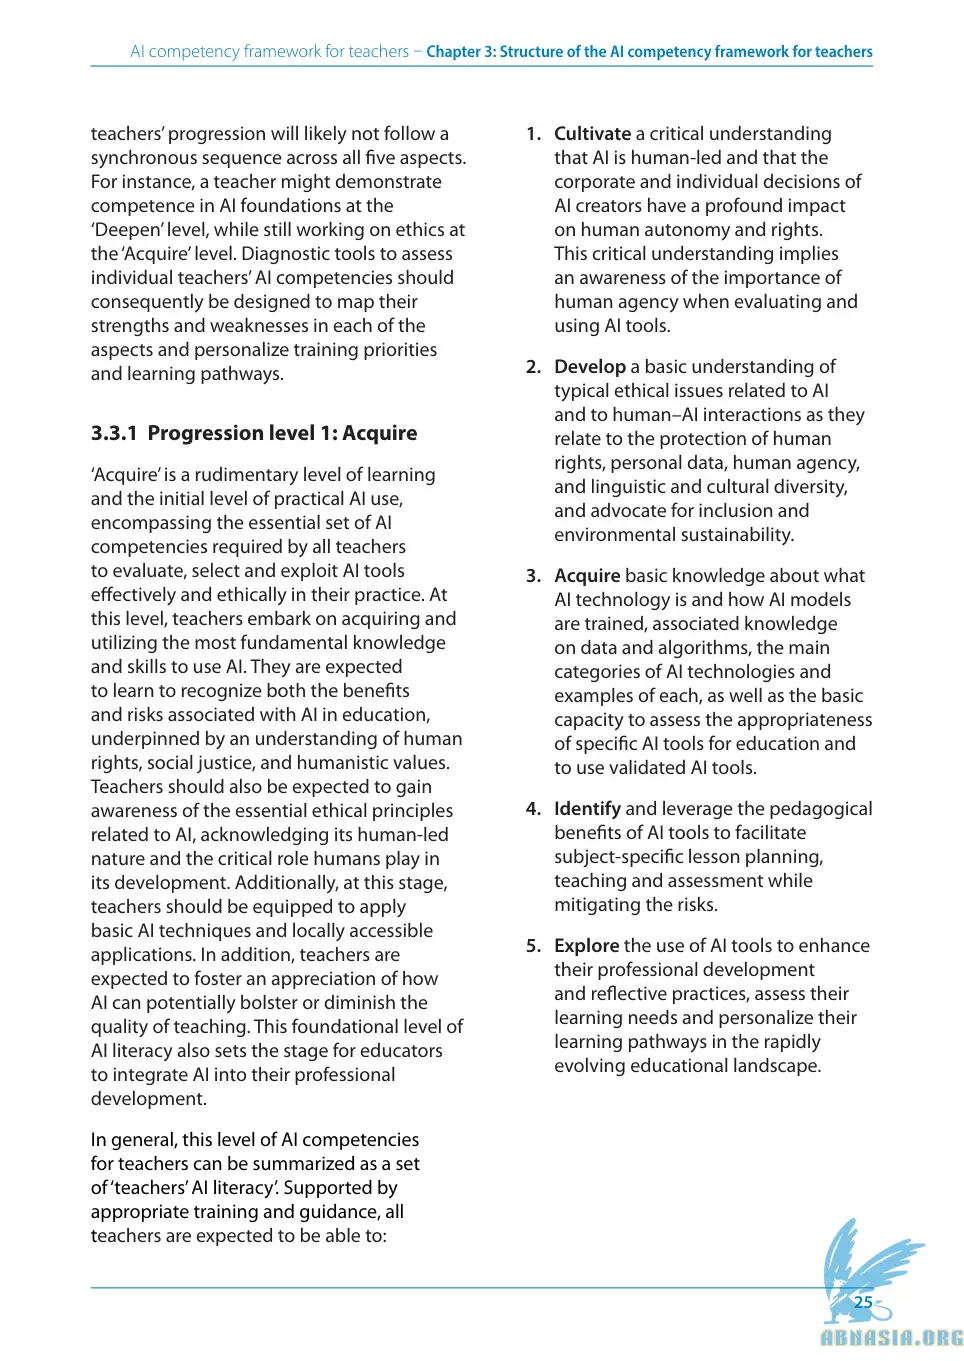 AI competency framework for teachers – Chapter 3: Structure of the AI competency framework for teachers
teachers’ progression will likely not follow a
synchronous sequence across all five aspects.
For instance, a teacher might demonstrate
competence in AI foundations at the
‘Deepen’ level, while still working on ethics at
the ‘Acquire’ level. Diagnostic tools to assess
individual teachers’ AI competencies should
consequently be designed to map their
strengths and weaknesses in each of the
aspects and personalize training priorities
and learning pathways.
3.3.1 Progression level 1: Acquire
‘Acquire’ is a rudimentary level of learning
and the initial level of practical AI use,
encompassing the essential set of AI
competencies required by all teachers
to evaluate, select and exploit AI tools
effectively and ethically in their practice. At
this level, teachers embark on acquiring and
utilizing the most fundamental knowledge
and skills to use AI. They are expected
to learn to recognize both the benefits
and risks associated with AI in education,
underpinned by an understanding of human
rights, social justice, and humanistic values.
Teachers should also be expected to gain
awareness of the essential ethical principles
related to AI, acknowledging its human-led
nature and the critical role humans play in
its development. Additionally, at this stage,
teachers should be equipped to apply
basic AI techniques and locally accessible
applications. In addition, teachers are
expected to foster an appreciation of how
AI can potentially bolster or diminish the
quality of teaching. This foundational level of
AI literacy also sets the stage for educators
to integrate AI into their professional
development.
In general, this level of AI competencies
for teachers can be summarized as a set
of ‘teachers’ AI literacy’. Supported by
appropriate training and guidance, all
teachers are expected to be able to:
1. Cultivate a critical understanding
that AI is human-led and that the
corporate and individual decisions of
AI creators have a profound impact
on human autonomy and rights.
This critical understanding implies
an awareness of the importance of
human agency when evaluating and
using AI tools.
2. Develop a basic understanding of
typical ethical issues related to AI
and to human–AI interactions as they
relate to the protection of human
rights, personal data, human agency,
and linguistic and cultural diversity,
and advocate for inclusion and
environmental sustainability.
3. Acquire basic knowledge about what
AI technology is and how AI models
are trained, associated knowledge
on data and algorithms, the main
categories of AI technologies and
examples of each, as well as the basic
capacity to assess the appropriateness
of specific AI tools for education and
to use validated AI tools.
4. Identify and leverage the pedagogical
benefits of AI tools to facilitate
subject-specific lesson planning,
teaching and assessment while
mitigating the risks.
5. Explore the use of AI tools to enhance
their professional development
and reflective practices, assess their
learning needs and personalize their
learning pathways in the rapidly
evolving educational landscape.
25
ABNASIA.ORG